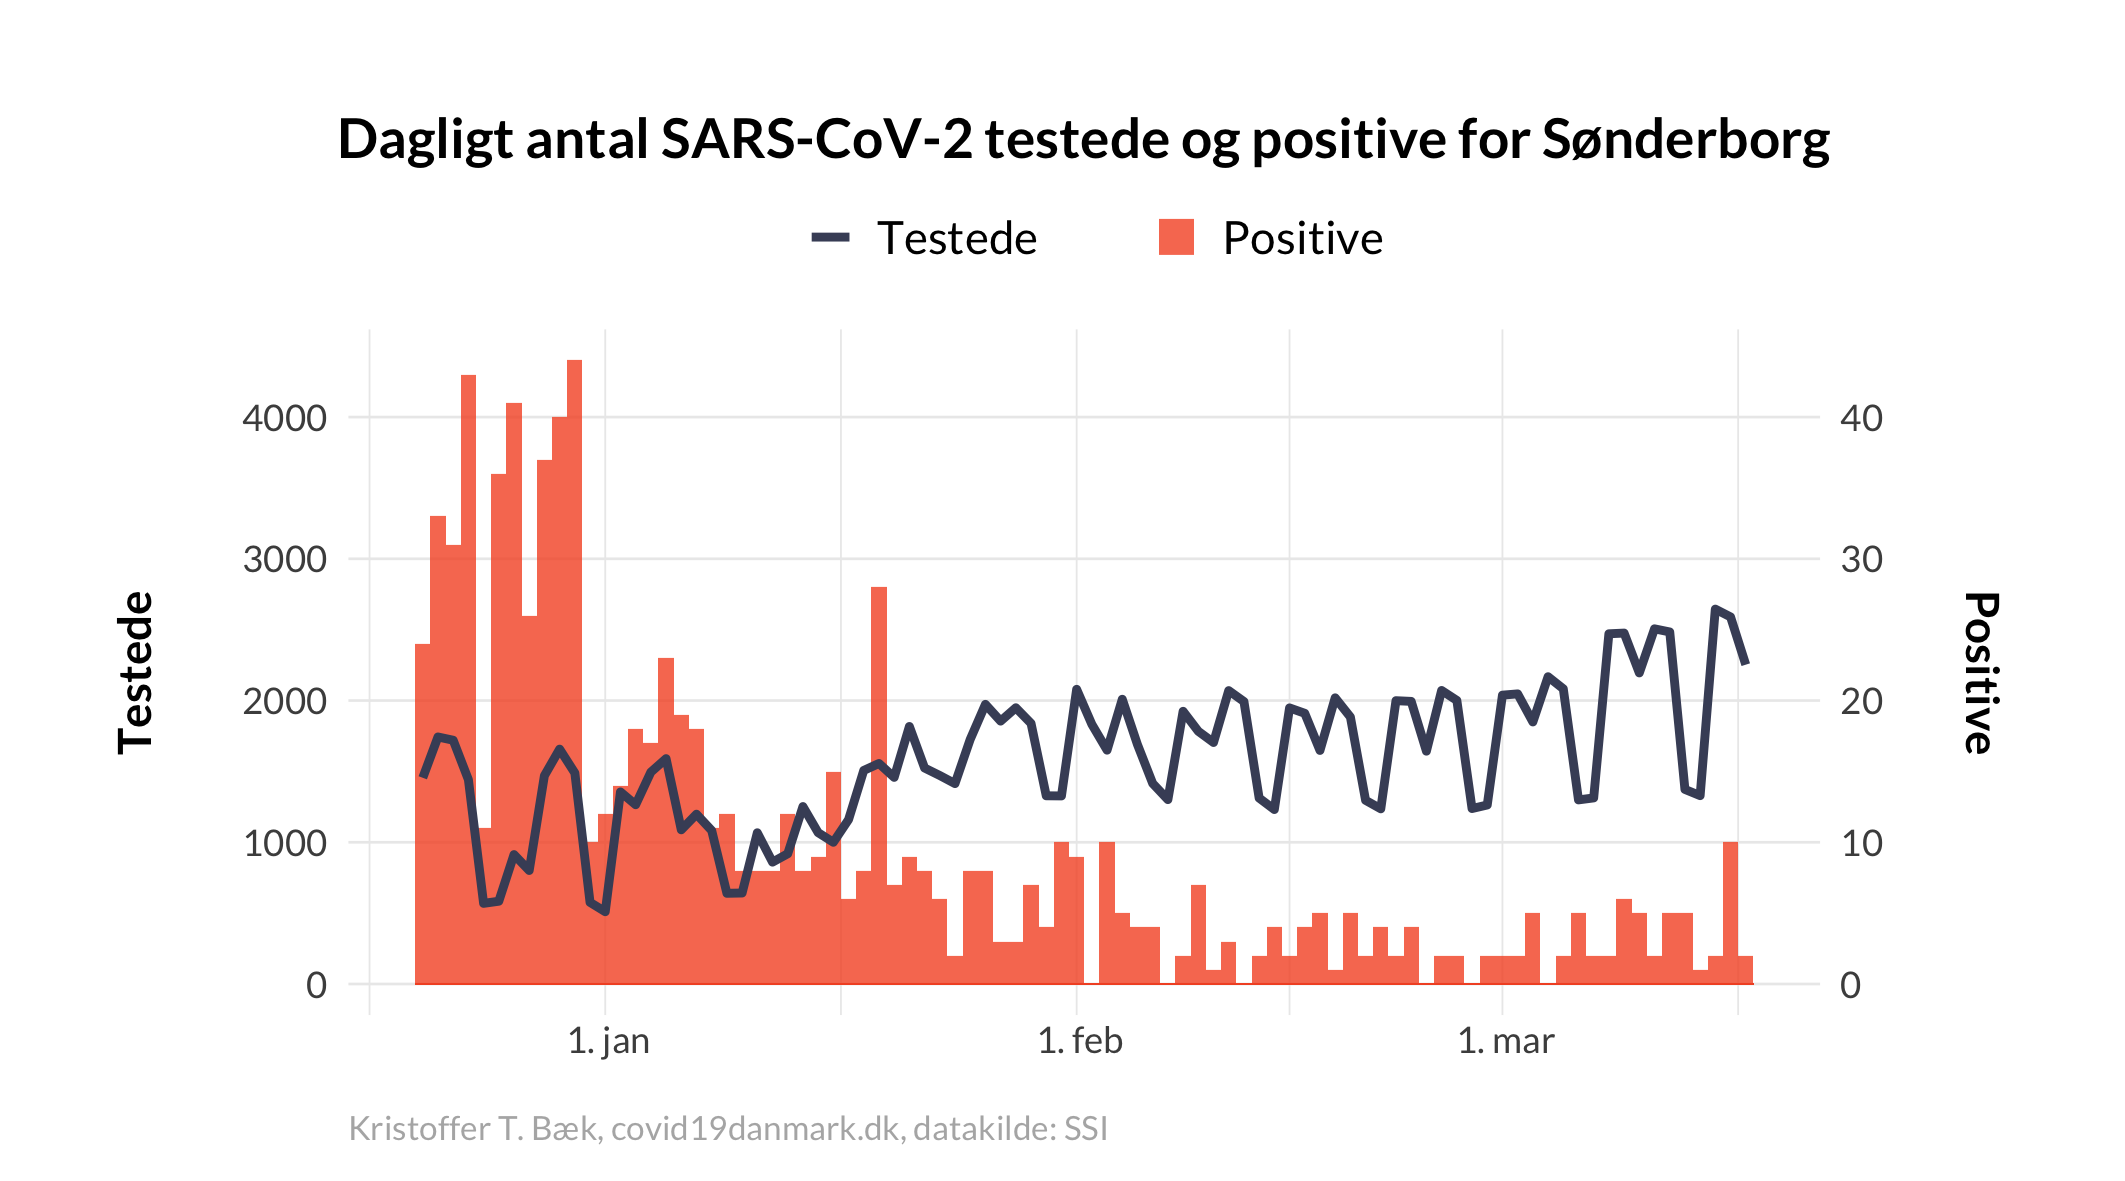 Dagligt antal SARS-CoV-2 testede og positive for Sønderborg
Testede Positive
4000 40
3000 30
Testede Positive
2000 20
1000 10
0 0
1. jan 1. feb 1. mar
Kristoffer T. Bæk, covid19danmark.dk, datakilde: SSI